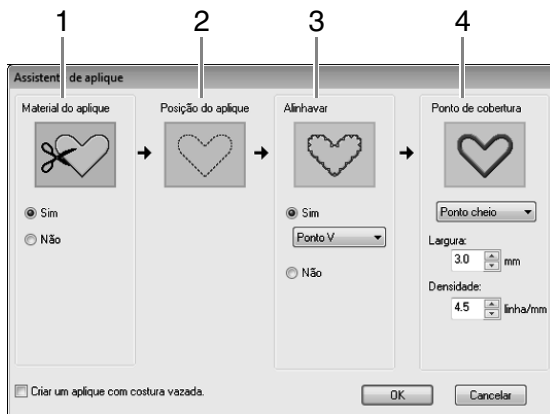 1 2 3 4
Assistente de aplique
Material do aplique
Sim
Não
Posição do aplique
Alinhavar
Sim
Ponto V
Não
Ponto de cobertura
Ponto cheio
Largura:
3.0 mm
Densidade:
4.5 linha/mm
Criar um aplique com costura vazada.
OK
Cancelar